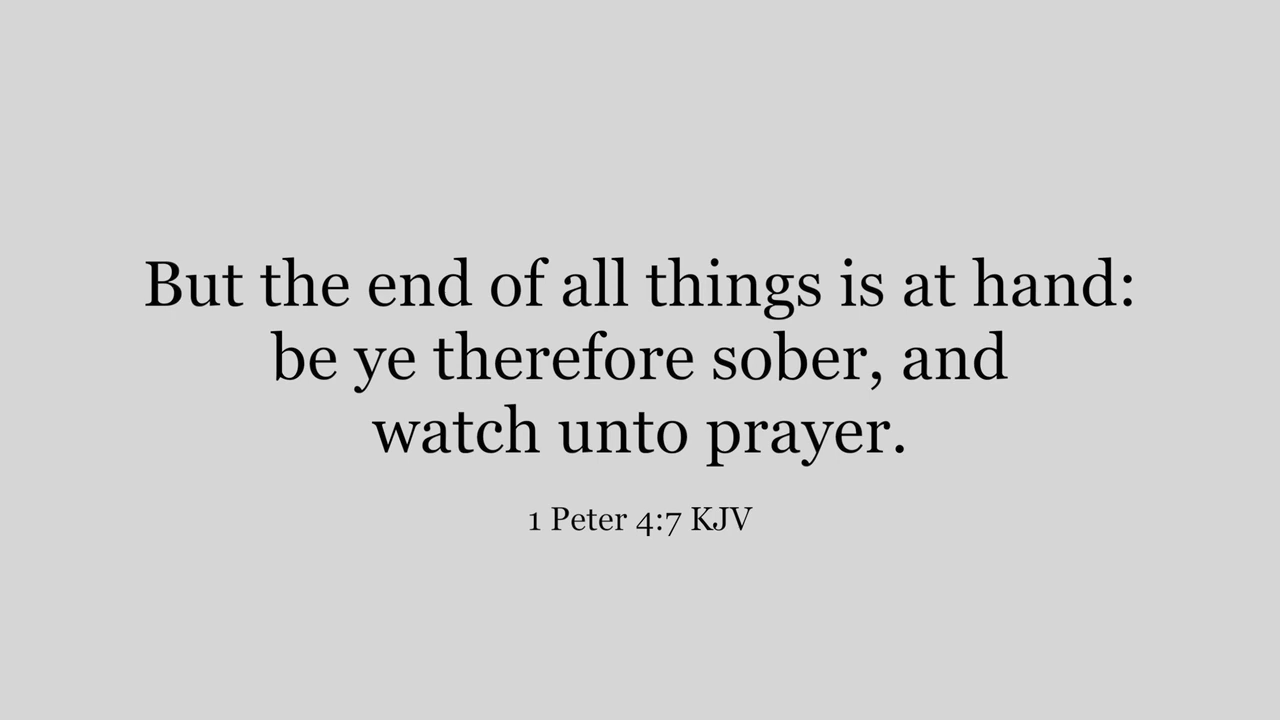 But the end of all things is at hand:
be ye therefore sober, and
watch unto prayer.
1 Peter 4:7 KJV